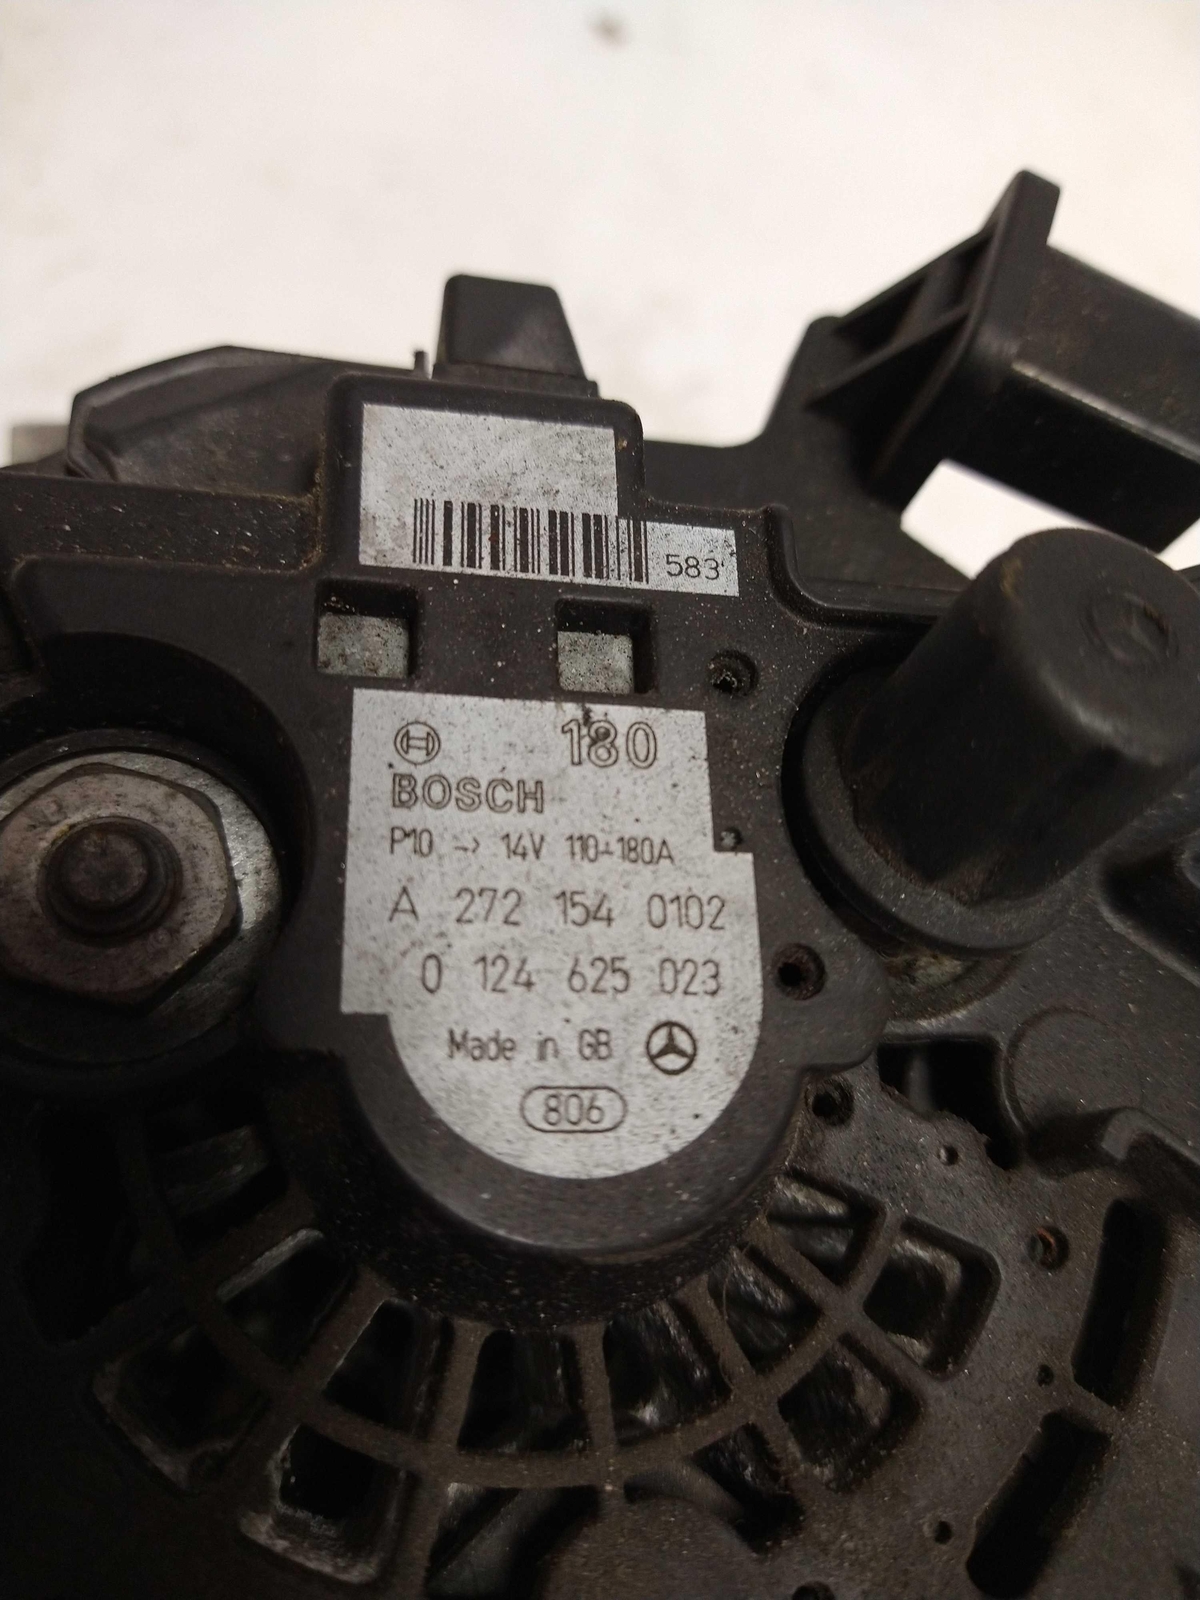 583
180
BOSCH
P10 -> 14V 110-180A
A 272 154 0102
0 124 625 023
Made in GB
806